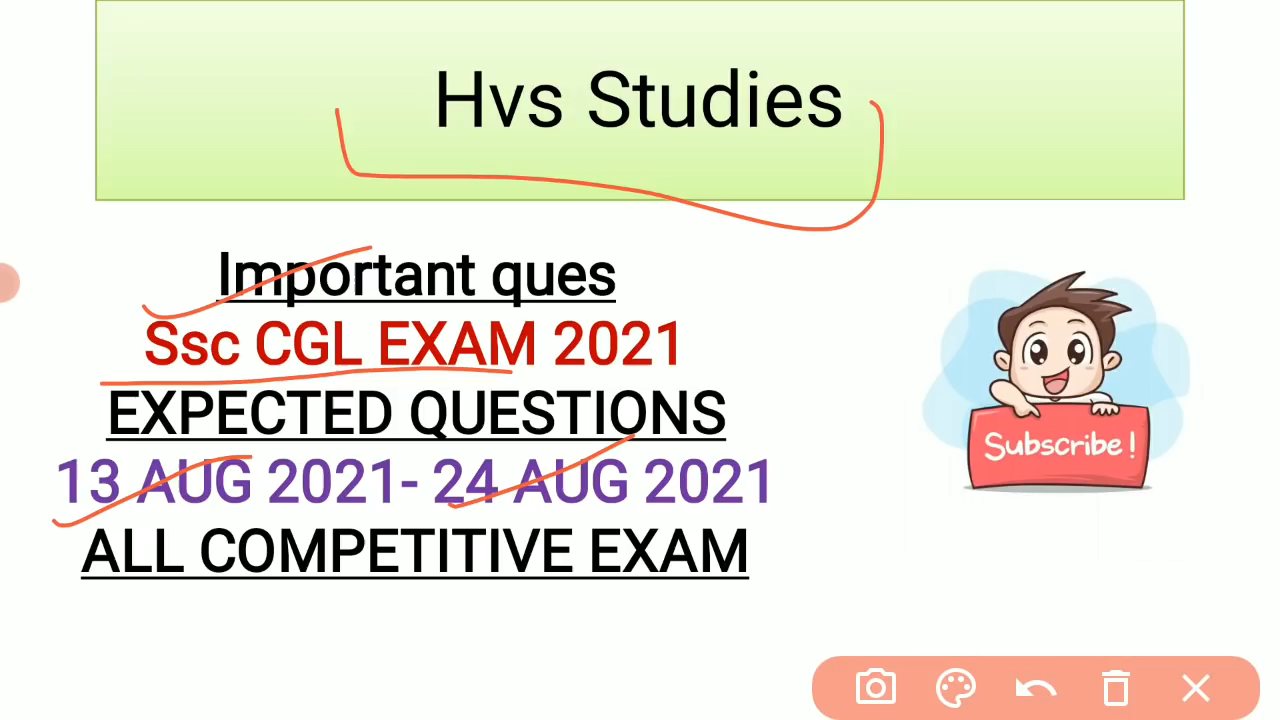 Hvs Studies
Important ques
Ssc CGL EXAM 2021
EXPECTED QUESTIONS
13 AUG 2021- 24 AUG 2021
ALL COMPETITIVE EXAM
Subscribe !